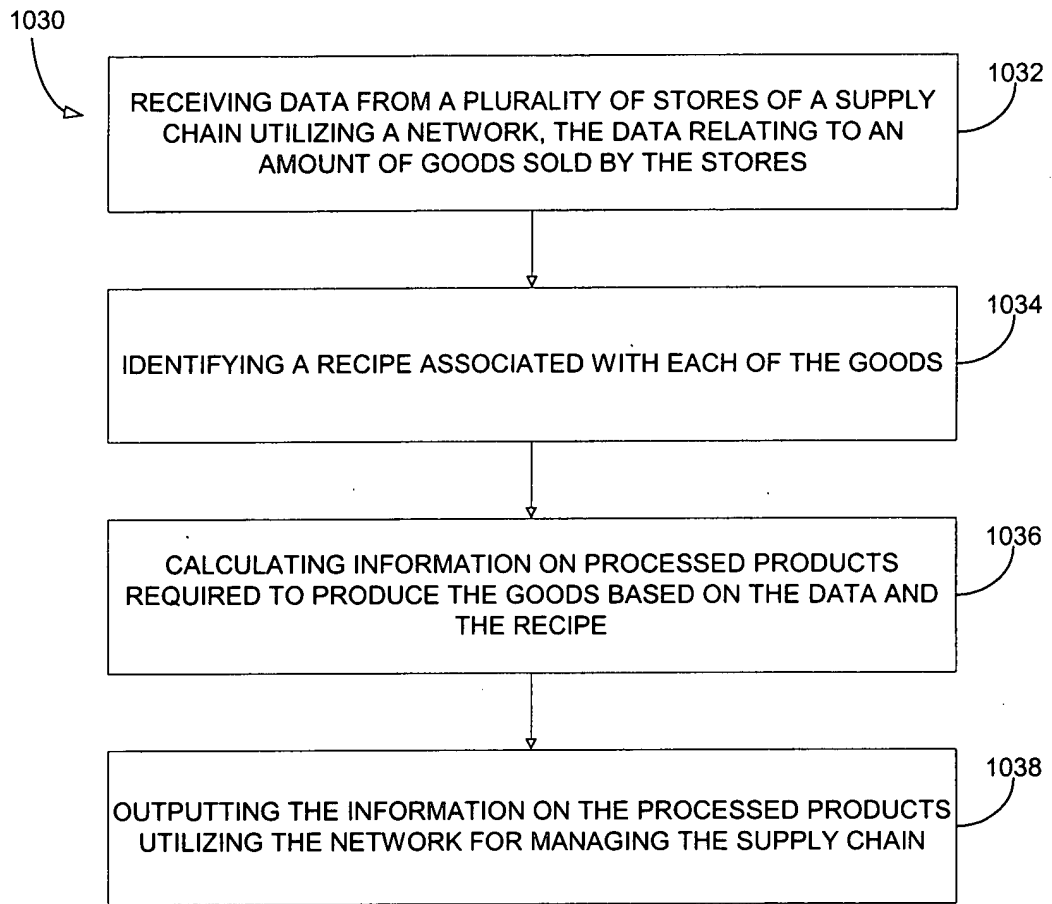 1030
1032
RECEIVING DATA FROM A PLURALITY OF STORES OF A SUPPLY
CHAIN UTILIZING A NETWORK, THE DATA RELATING TO AN
AMOUNT OF GOODS SOLD BY THE STORES
1034
IDENTIFYING A RECIPE ASSOCIATED WITH EACH OF THE GOODS
1036
CALCULATING INFORMATION ON PROCESSED PRODUCTS
REQUIRED TO PRODUCE THE GOODS BASED ON THE DATA AND
THE RECIPE
1038
OUTPUTTING THE INFORMATION ON THE PROCESSED PRODUCTS
UTILIZING THE NETWORK FOR MANAGING THE SUPPLY CHAIN